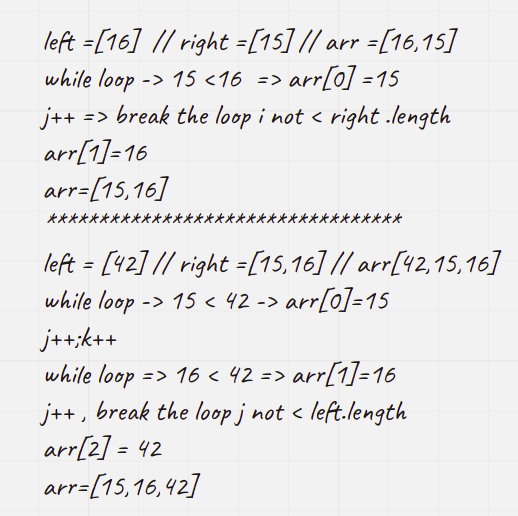 left =[16] // right =[15] // arr =[16,15]
while loop -> 15 <16 => arr[0] =15
j++ => break the loop i not < right .length
arr[1]=16
arr=[15,16]
**********************************
left = [42] // right =[15,16] // arr[42,15,16]
while loop -> 15 < 42 -> arr[0]=15
j++;k++
while loop => 16 < 42 => arr[1]=16
j++ , break the loop j not < left.length
arr[2] = 42
arr=[15,16,42]